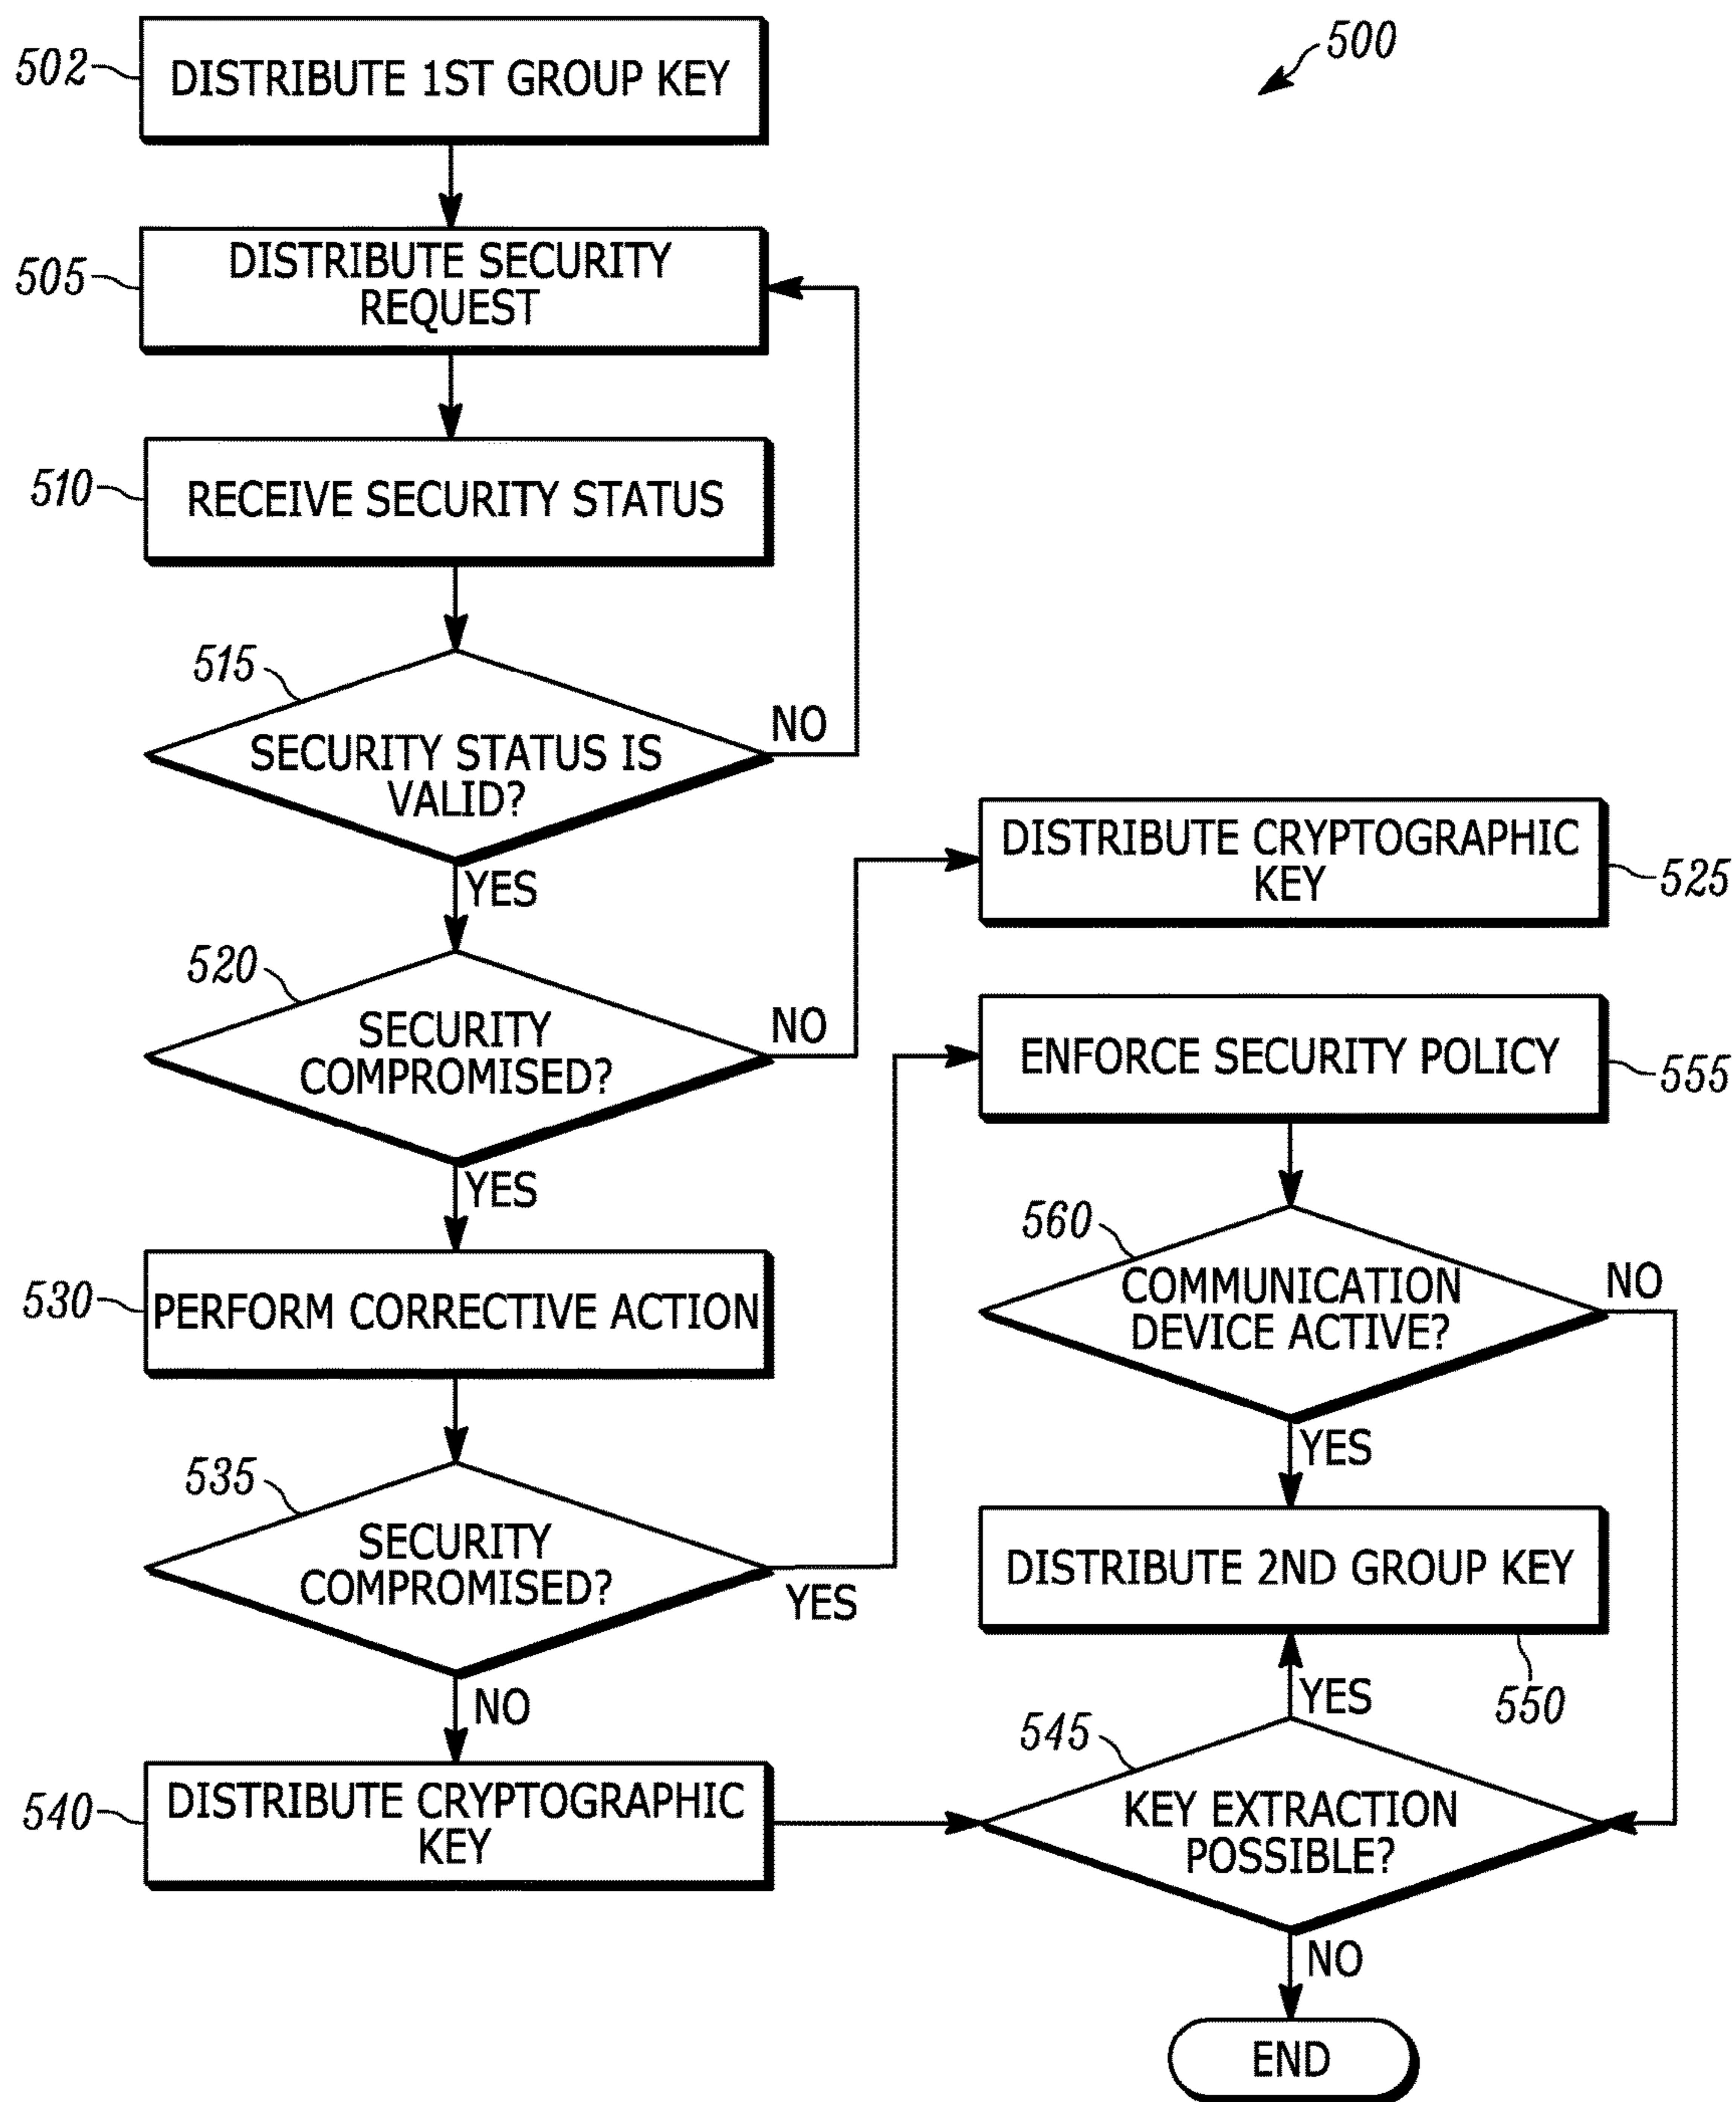 500
502
DISTRIBUTE 1ST GROUP KEY
505
DISTRIBUTE SECURITY
REQUEST
510
RECEIVE SECURITY STATUS
515
SECURITY STATUS IS
VALID?
NO
YES
520
SECURITY
COMPROMISED?
NO
YES
DISTRIBUTE CRYPTOGRAPHIC
KEY
525
530
PERFORM CORRECTIVE ACTION
535
SECURITY
COMPROMISED?
YES
NO
540
DISTRIBUTE CRYPTOGRAPHIC
KEY
ENFORCE SECURITY POLICY
555
560
COMMUNICATION
DEVICE ACTIVE?
NO
YES
DISTRIBUTE 2ND GROUP KEY
550
YES
545
KEY EXTRACTION
POSSIBLE?
NO
END